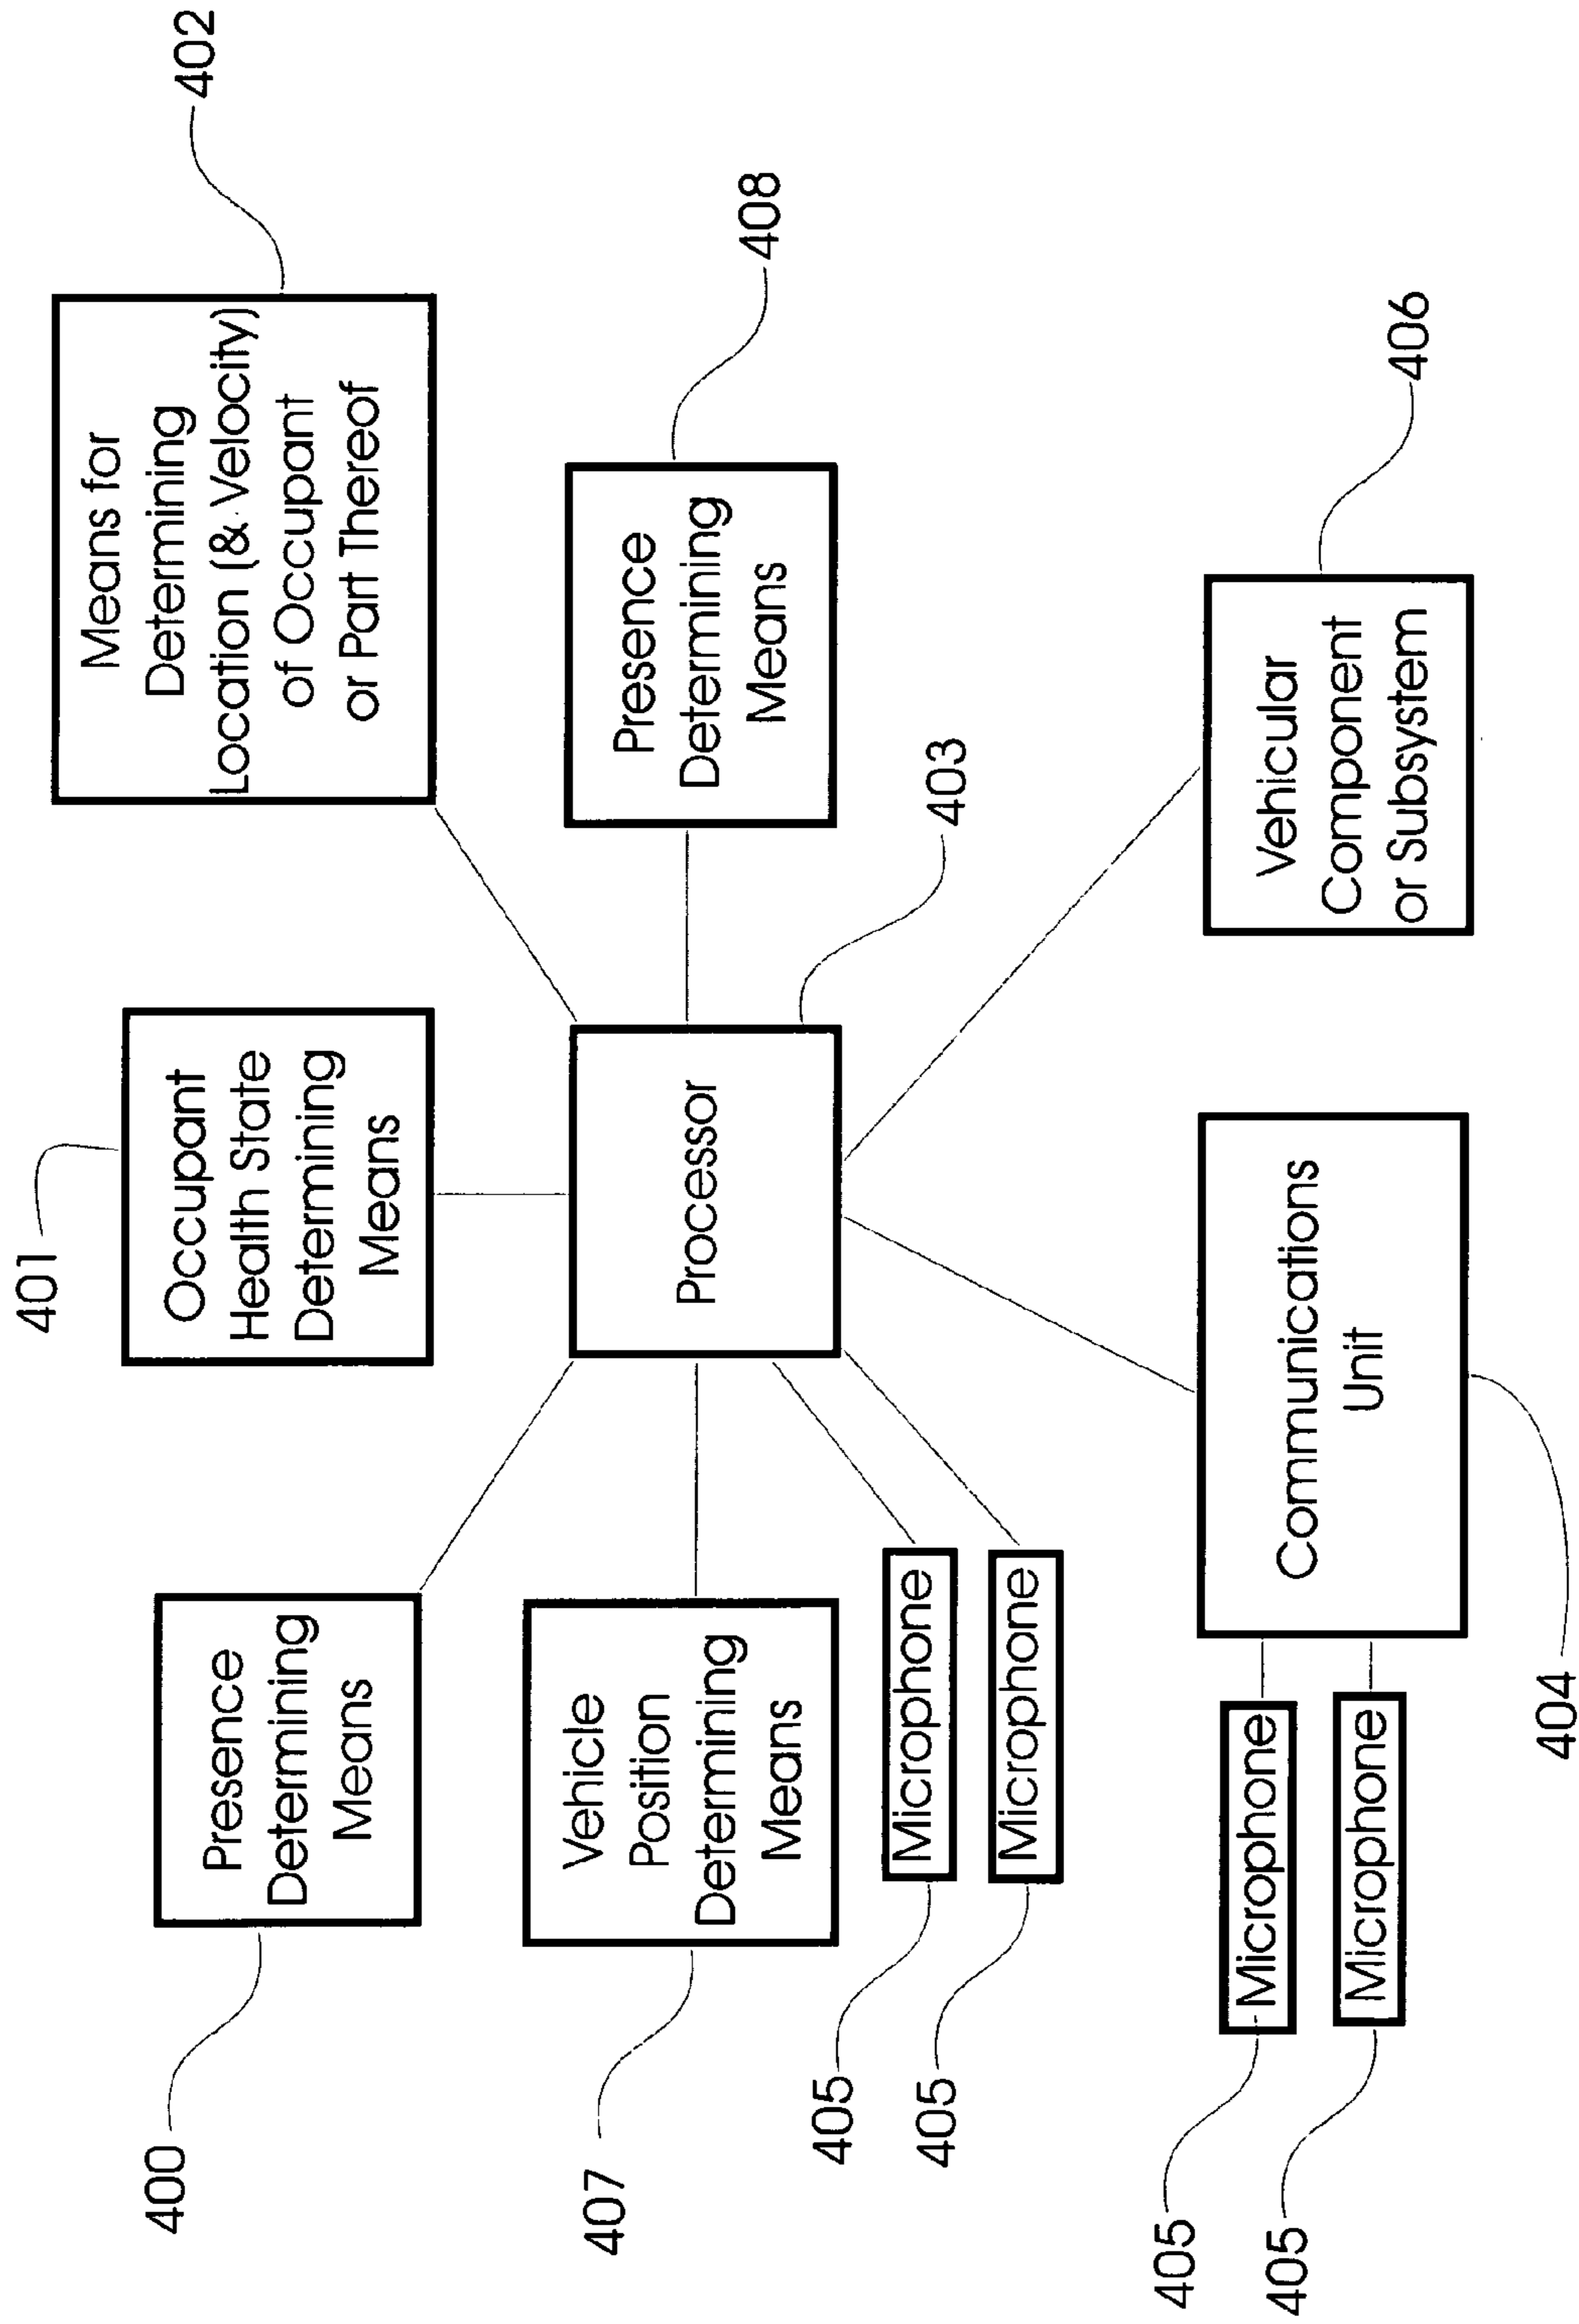 402
Means for
Determining
Location (& Velocity)
of Occupant
or Part Thereof
401
Occupant
Health State
Determining
Means
400
Presence
Determining
Means
408
Presence
Determining
Means
403
Processor
407
Vehicle
Position
Determining
Means
405
Microphone
405
Microphone
406
Vehicular
Component
or Subsystem
404
Communications
Unit
405
Microphone
405
Microphone